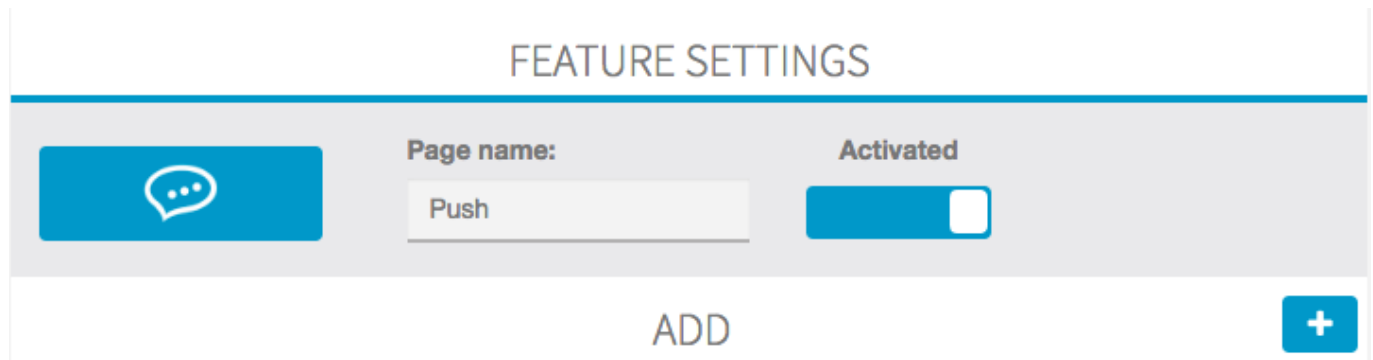 FEATURE SETTINGS
Page name:
Activated
Push
ADD